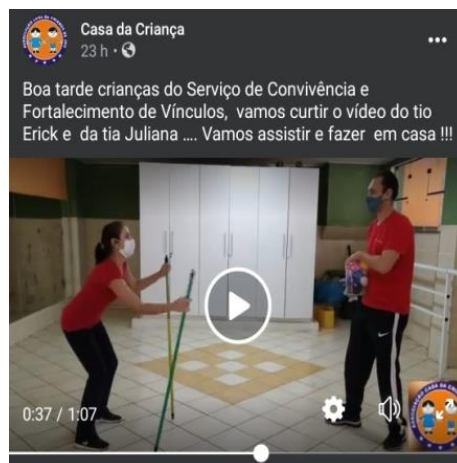 Casa da Criança
23 h
Boa tarde crianças do Serviço de Convivência e
Fortalecimento de Vínculos, vamos curtir o vídeo do tio
Erick e da tia Juliana .... Vamos assistir e fazer em casa !!!
0:37 / 1:07